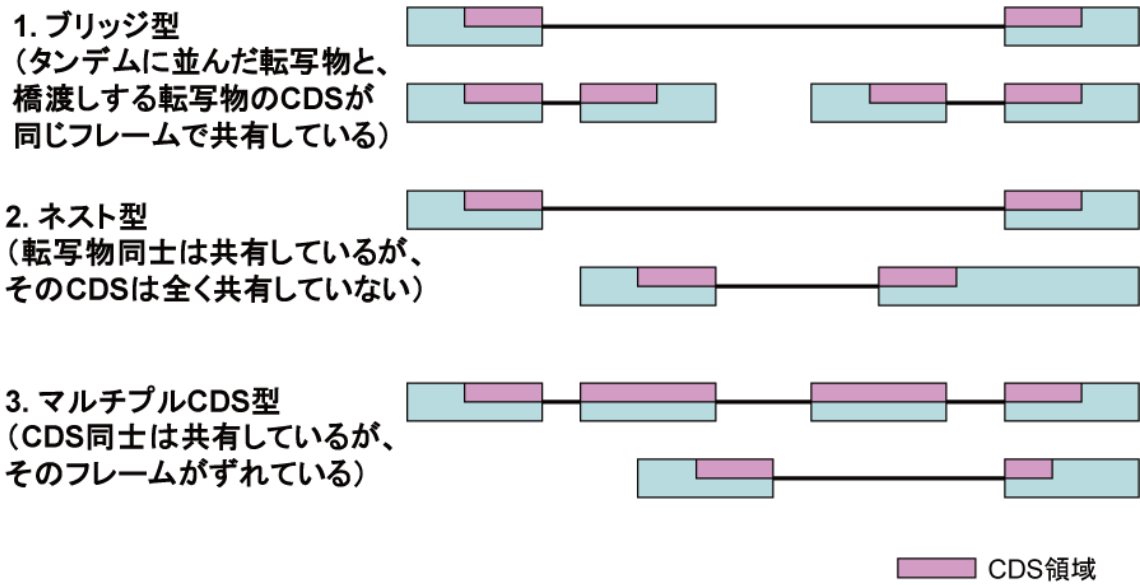 1. ブリッジ型
（タンデムに並んだ転写物と、
橋渡しする転写物のCDSが
同じフレームで共有している）
2. ネスト型
（転写物同士は共有しているが、
そのCDSは全く共有していない）
3. マルチプルCDS型
（CDS同士は共有しているが、
そのフレームがずれている）
CDS領域